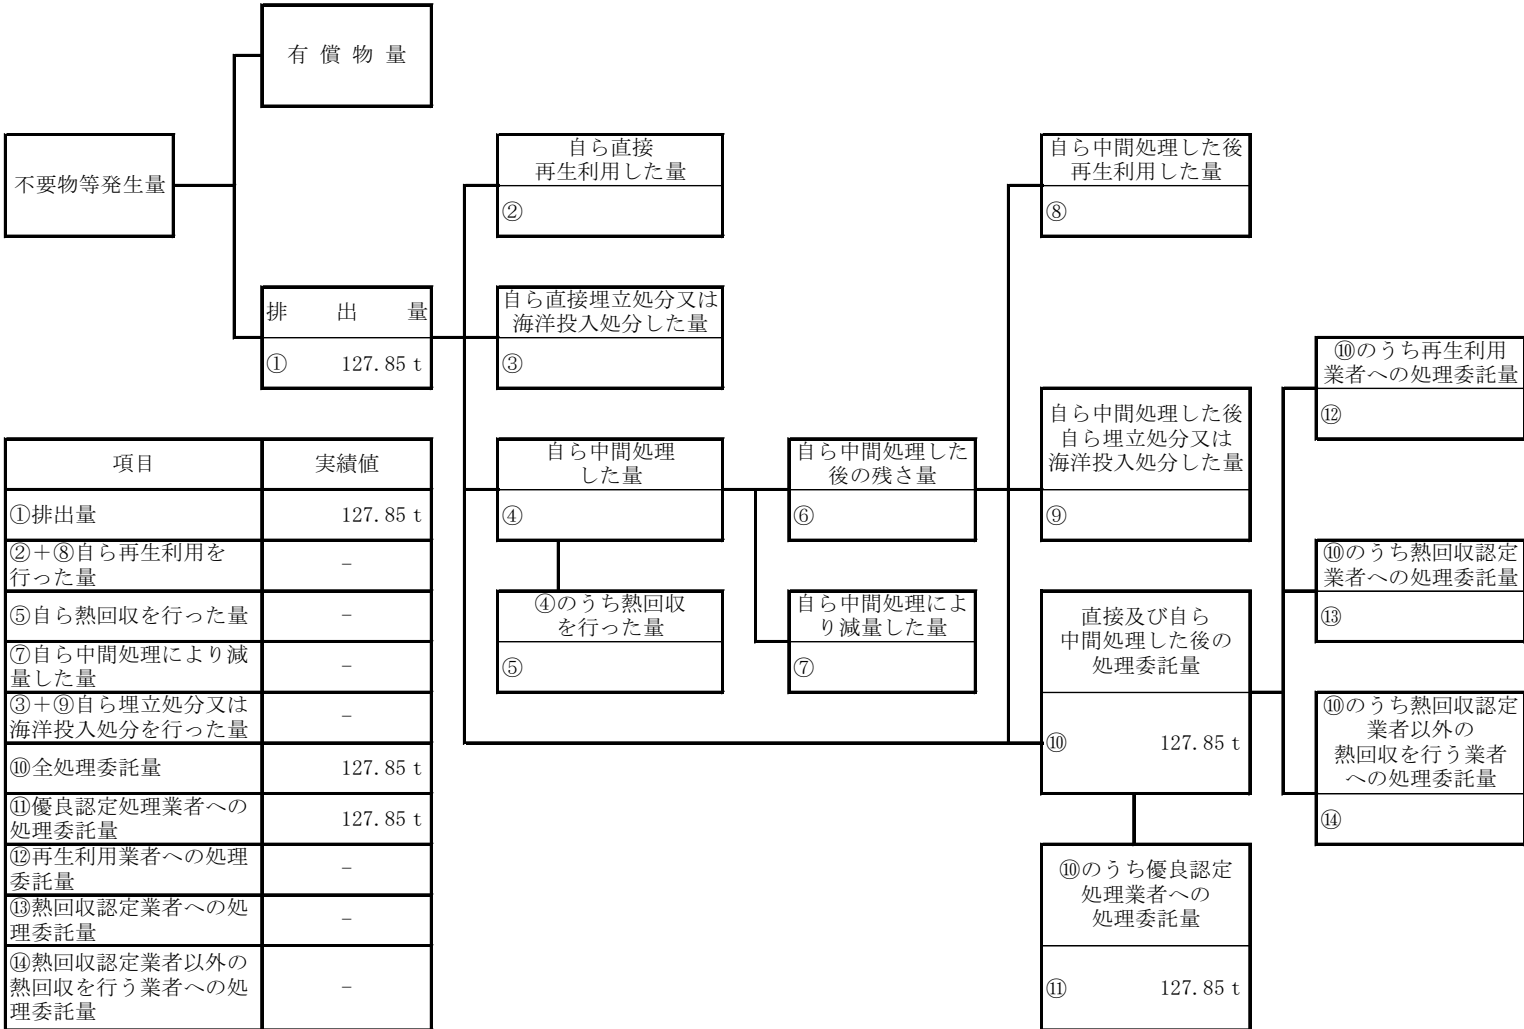 有償物量
不要物等発生量
排出量
① 127.85 t
自ら直接
再生利用した量
②
自ら直接埋立処分又は
海洋投入処分した量
③
自ら中間処理
した量
④
④のうち熱回収
を行った量
⑤
自ら中間処理した
後の残さ量
⑥
自ら中間処理によ
り減量した量
⑦
自ら中間処理した後
再生利用した量
⑧
自ら中間処理した後
自ら埋立処分又は
海洋投入処分した量
⑨
直接及び自ら
中間処理した後の
処理委託量
⑩ 127.85 t
⑩のうち優良認定
処理業者への
処理委託量
⑪ 127.85 t
⑩のうち再生利用
業者への処理委託量
⑫
⑩のうち熱回収認定
業者への処理委託量
⑬
⑩のうち熱回収認定
業者以外の
熱回収を行う業者
への処理委託量
⑭
項目 実績値
①排出量 127.85 t
②+⑧自ら再生利用を
行った量 −
⑤自ら熱回収を行った量 −
⑦自ら中間処理により減
量した量 −
③+⑨自ら埋立処分又は
海洋投入処分を行った量 −
⑩全処理委託量 127.85 t
⑪優良認定処理業者への
処理委託量 127.85 t
⑫再生利用業者への処理
委託量 −
⑬熱回収認定業者への処
理委託量 −
⑭熱回収認定業者以外の
熱回収を行う業者への処
理委託量 −